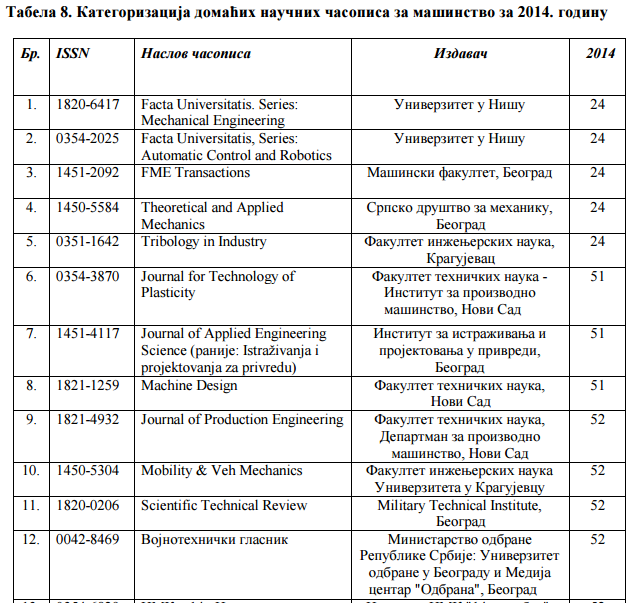 Табела 8. Категоризација домаћих научних часописа за машинство за 2014. годину
Бр. ISSN Наслов часописа Издавач 2014
1. 1820-6417 Facta Universitatis. Series: Универзитет у Нишу 24
Mechanical Engineering
2. 0354-2025 Facta Universitatis, Series: Универзитет у Нишу 24
Automatic Control and Robotics
3. 1451-2092 FME Transactions Машински факултет, Београд 24
4. 1450-5584 Theoretical and Applied Српско друштво за механику, 24
Mechanics Београд
5. 0351-1642 Tribology in Industry Факултет инжењерских наука, 24
Крагујевац
6. 0354-3870 Journal for Technology of Факултет техничких наука - 51
Plasticity Институт за производно
машинство, Нови Сад
7. 1451-4117 Journal of Applied Engineering Институт за истраживања и 51
Science (раније: Istraživanja i пројектовања у привреди,
projektovanja za privredu) Београд
8. 1821-1259 Machine Design Факултет техничких наука, 51
Нови Сад
9. 1821-4932 Journal of Production Engineering Факултет техничких наука, 52
Департман за производно
машинство, Нови Сад
10. 1450-5304 Mobility & Veh Mechanics Факултет инжењерских наука 52
Универзитета у Крагујевцу
11. 1820-0206 Scientific Technical Review Military Technical Institute, 52
Београд
12. 0042-8469 Војнотехнички гласник Министарство одбране 52
Републике Србије: Универзитет
одбране у Београду и Медија
центар "Одбрана", Београд